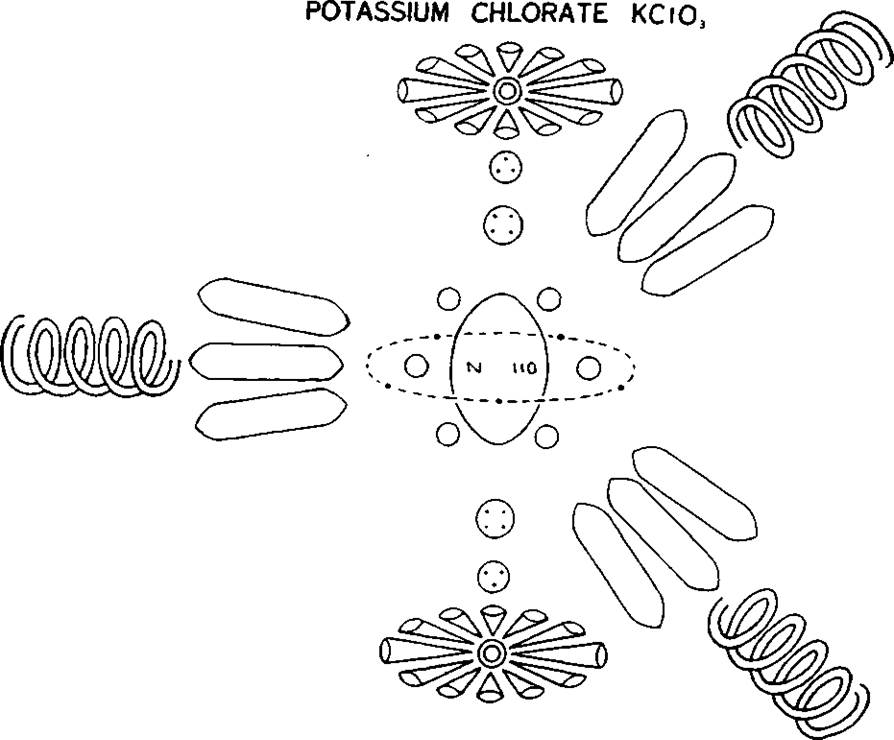 POTASSIUM CHLORATE KClO₃
N 110